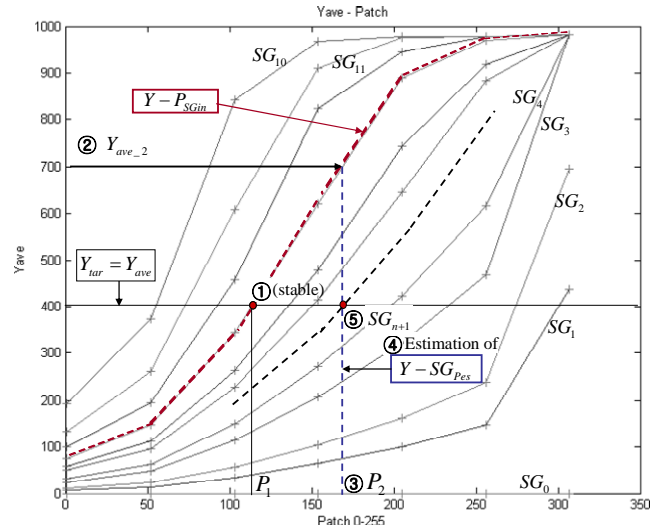 Yave - Patch
1000
900
800
700
600
500
400
300
200
100
0
Yave
0
50
100
150
200
250
300
350
Patch 0-255
SG10
SG11
SG4
SG3
SG2
SG1
SG0
Y − PSGin
② Yave_2
Ytar = Yave
① (stable)
⑤ SGn+1
④ Estimation of
Y − SGPes
P1
③ P2